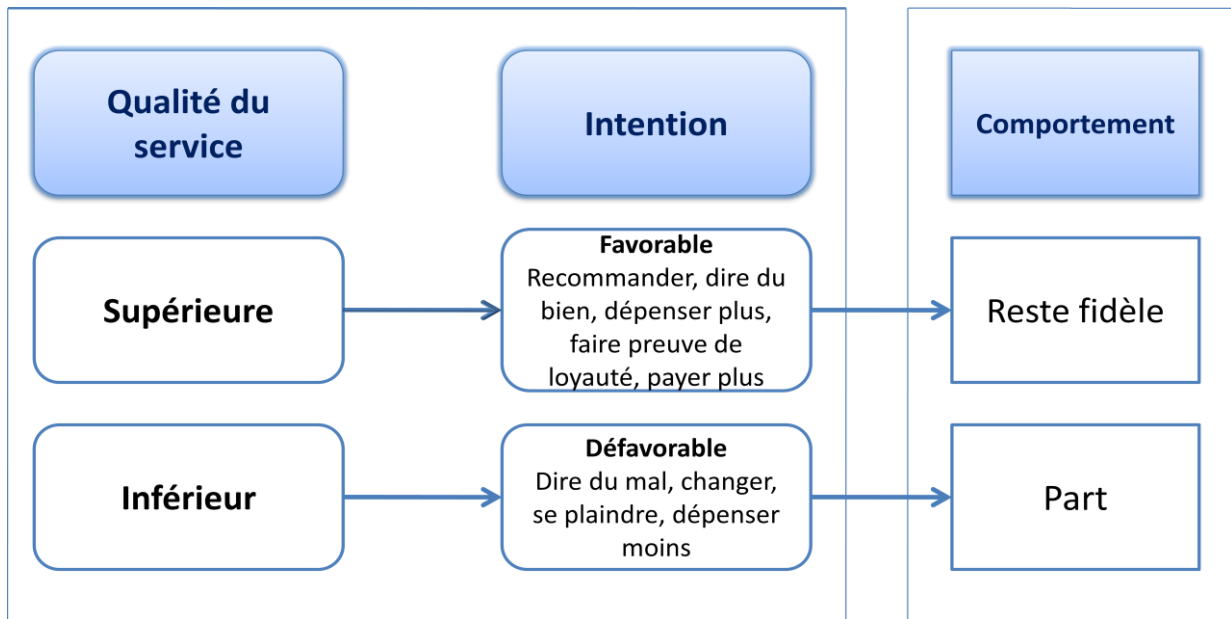 Qualité du
service
Intention
Comportement
Supérieure
Favorable
Recommander, dire du
bien, dépenser plus,
faire preuve de
loyauté, payer plus
Reste fidèle
Inférieur
Défavorable
Dire du mal, changer,
se plaindre, dépenser
moins
Part